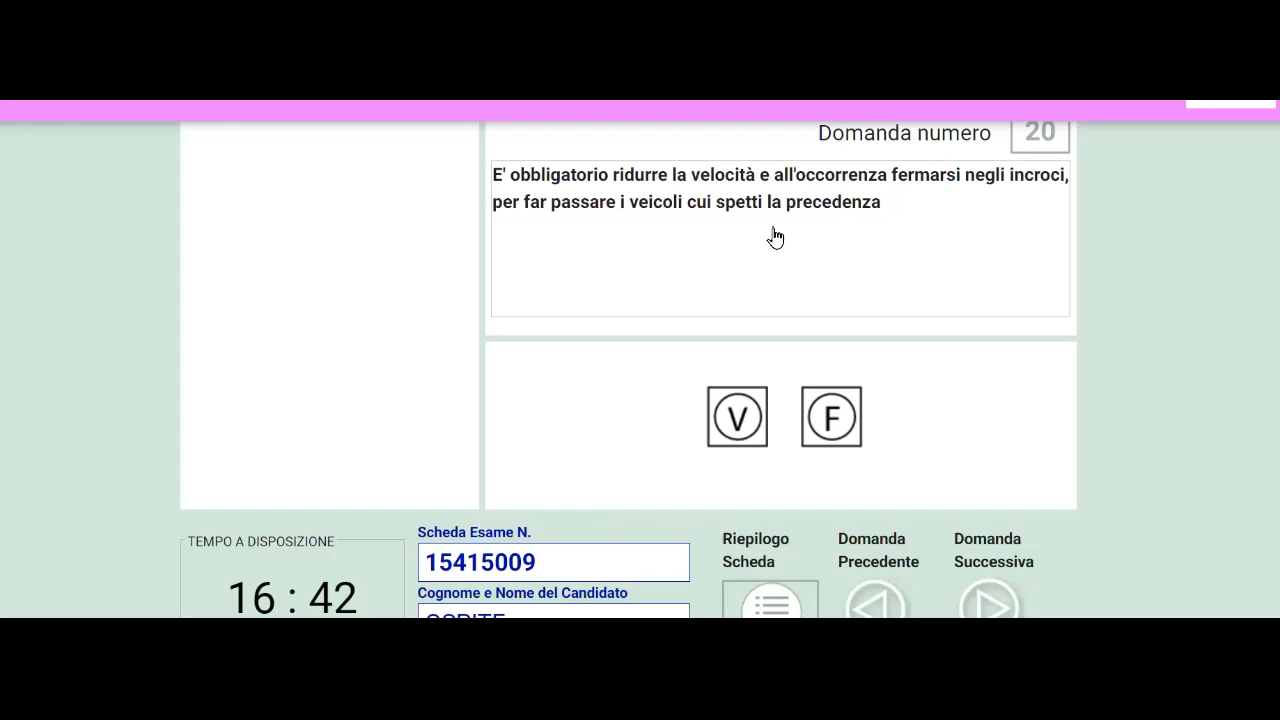 Domanda numero 20
E' obbligatorio ridurre la velocità e all'occorrenza fermarsi negli incroci,
per far passare i veicoli cui spetti la precedenza
V F
TEMPO A DISPOSIZIONE
16 : 42
Scheda Esame N.
15415009
Cognome e Nome del Candidato
Riepilogo
Scheda
Domanda
Precedente
Domanda
Successiva